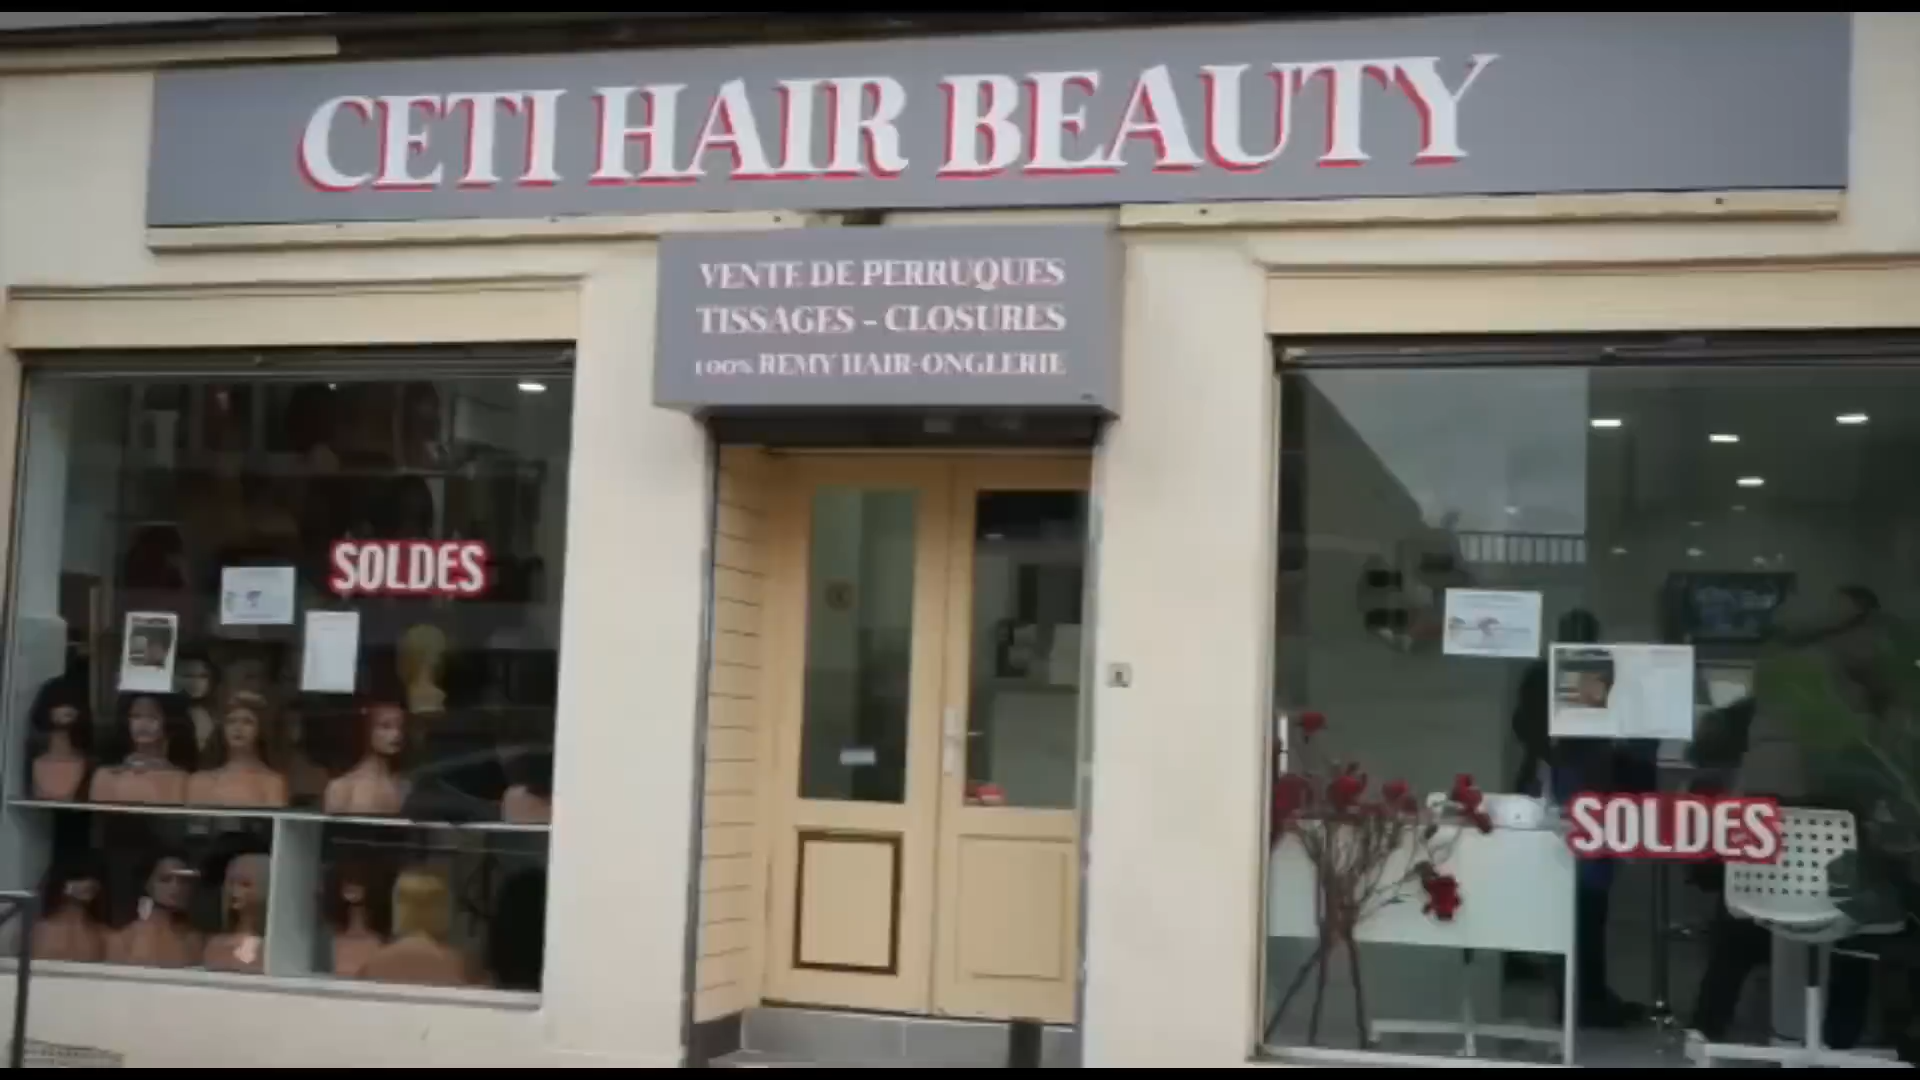 CETI HAIR BEAUTY
VENTE DE PERRUQUES
TISSAGES - CLOSURES
100% REMY HAIR-ONGLERIE
SOLDES
SOLDES